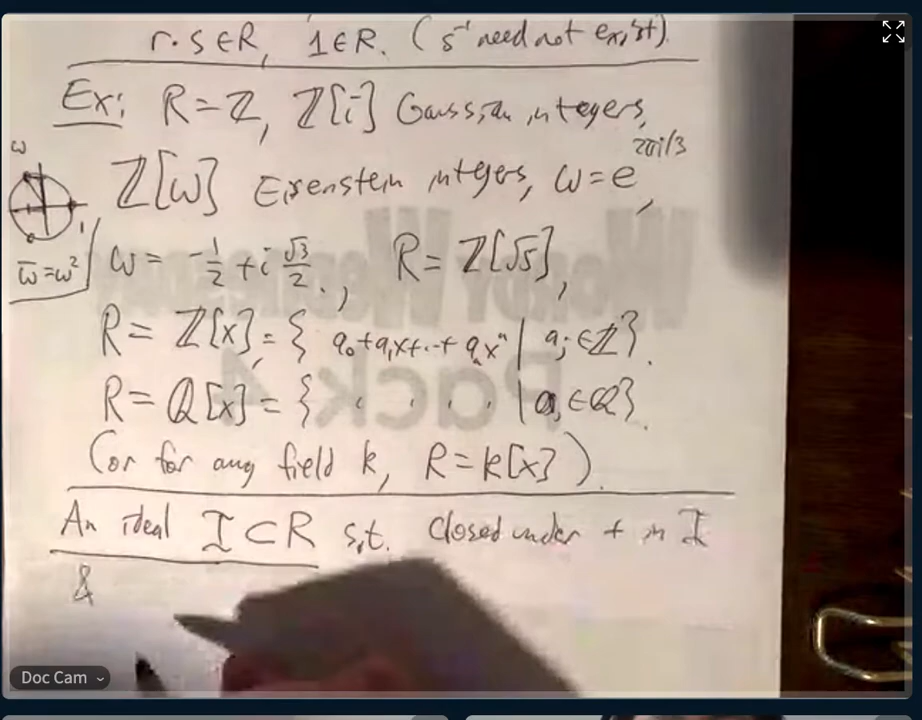 r·s∈R, 1∈R. (s⁻¹ need not exist).
Ex: R=ℤ, ℤ[i] Gaussian integers,
ω
ℤ[ω] Eisenstein integers, ω=e^{2πi/3},
1
ω̄=ω²
ω = -1/2 + i √3/2., R= ℤ[√5],
R= ℤ[x]= { a₀+a₁x+..+ aₙxⁿ | aᵢ∈ℤ}.
R= ℚ[x] = { . . . . | aᵢ∈ℚ}.
(or for any field k, R=k[x]).
An ideal I⊂R s.t. Closed under + in I
&
Doc Cam